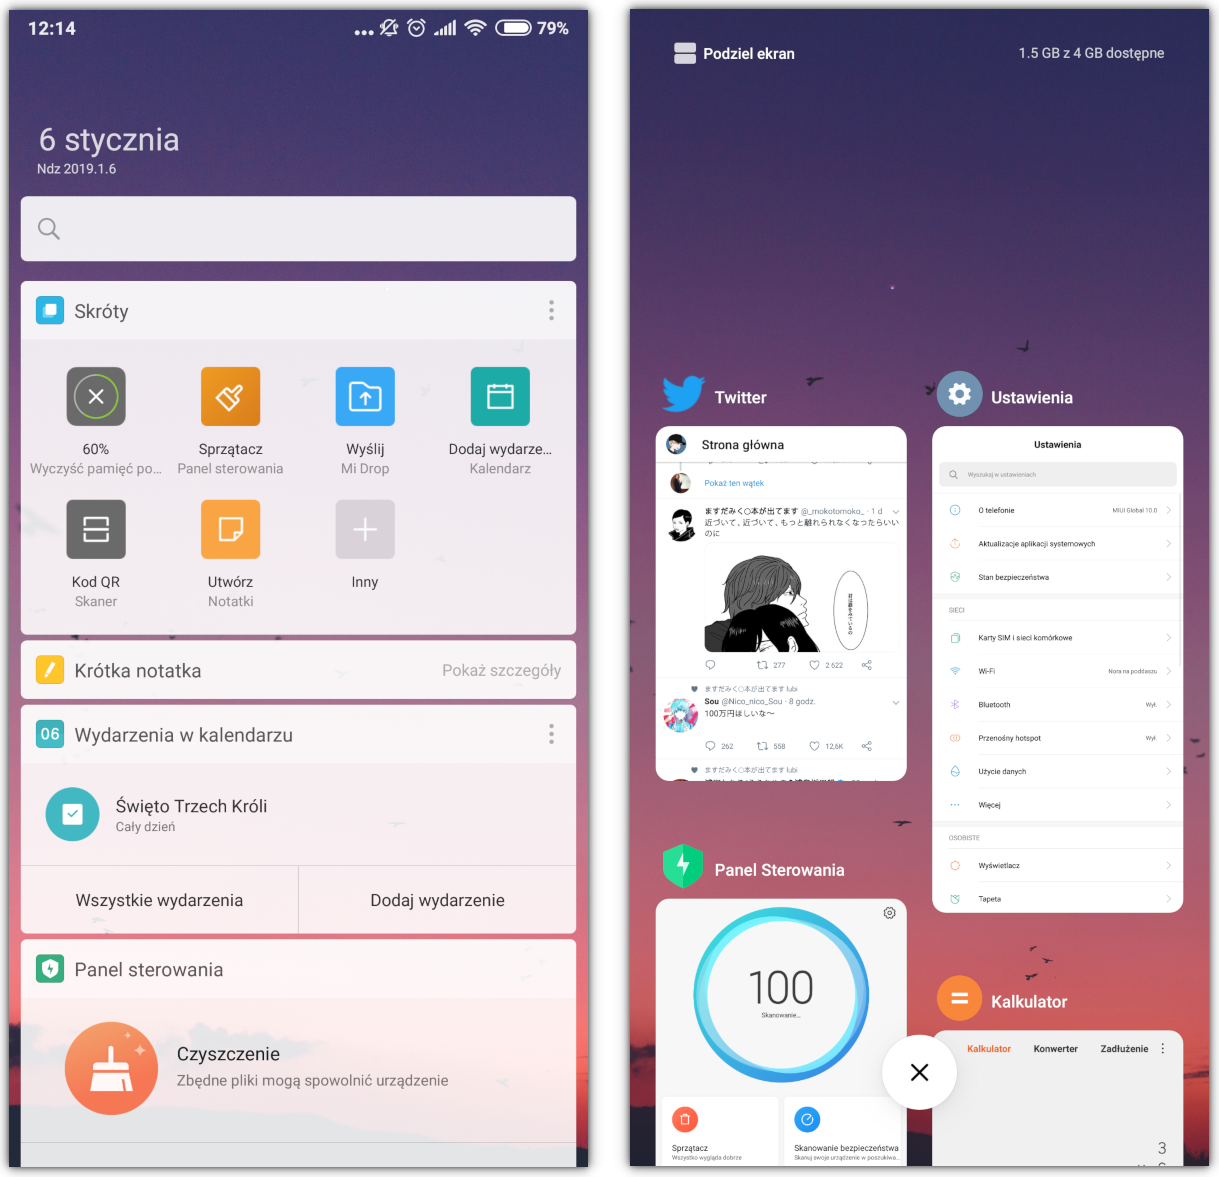 12:14
79%
6 stycznia
Ndz 2019.1.6
Skróty
60%
Wyczyść pamięć po...
Sprzątacz
Panel sterowania
Wyślij
Mi Drop
Dodaj wydarze...
Kalendarz
Kod QR
Skaner
Utwórz
Notatki
Inny
Krótka notatka
Pokaż szczegóły
06 Wydarzenia w kalendarzu
Święto Trzech Króli
Cały dzień
Wszystkie wydarzenia
Dodaj wydarzenie
Panel sterowania
Czyszczenie
Zbędne pliki mogą spowolnić urządzenie
Podziel ekran
1.5 GB z 4 GB dostępne
Twitter
Strona główna
Pokaż ten wątek
ますだみく○本が出てます @_mokotomoko_ · 1 d
近づいて、近づいて、もっと離れられなくなったらいい
のに
277
2 622
ますだみく○本が出てます lubi
Sou @Nico_nico_Sou · 8 godz.
100万円ほしいな〜
262
558
12,6K
ますだみく○本が出てます lubi
Ustawienia
Ustawienia
Wyszukaj w ustawieniach
O telefonie
MIUI Global 10.0
Aktualizacje aplikacji systemowych
Stan bezpieczeństwa
SIECI
Karty SIM i sieci komórkowe
Wi-Fi
Nora na poddaszu
Bluetooth
Wył.
Przenośny hotspot
Wył.
Użycie danych
Więcej
OSOBISTE
Wyświetlacz
Tapeta
Panel Sterowania
100
Skanowanie...
Sprzątacz
Wszystko wygląda dobrze
Skanowanie bezpieczeństwa
Skanuj swoje urządzenie w poszukiwa...
Kalkulator
Kalkulator
Konwerter
Zadłużenie
3